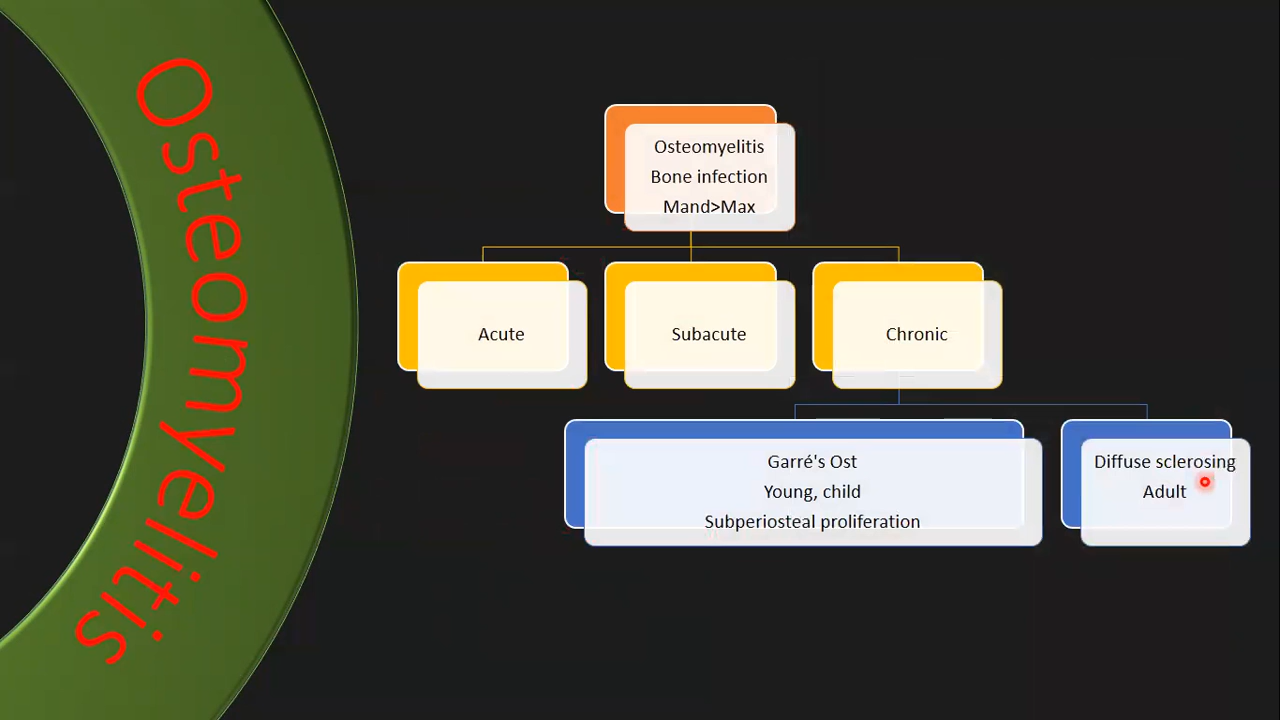 Osteomyelitis
Osteomyelitis
Bone infection
Mand>Max
Acute
Subacute
Chronic
Garré's Ost
Young, child
Subperiosteal proliferation
Diffuse sclerosing
Adult